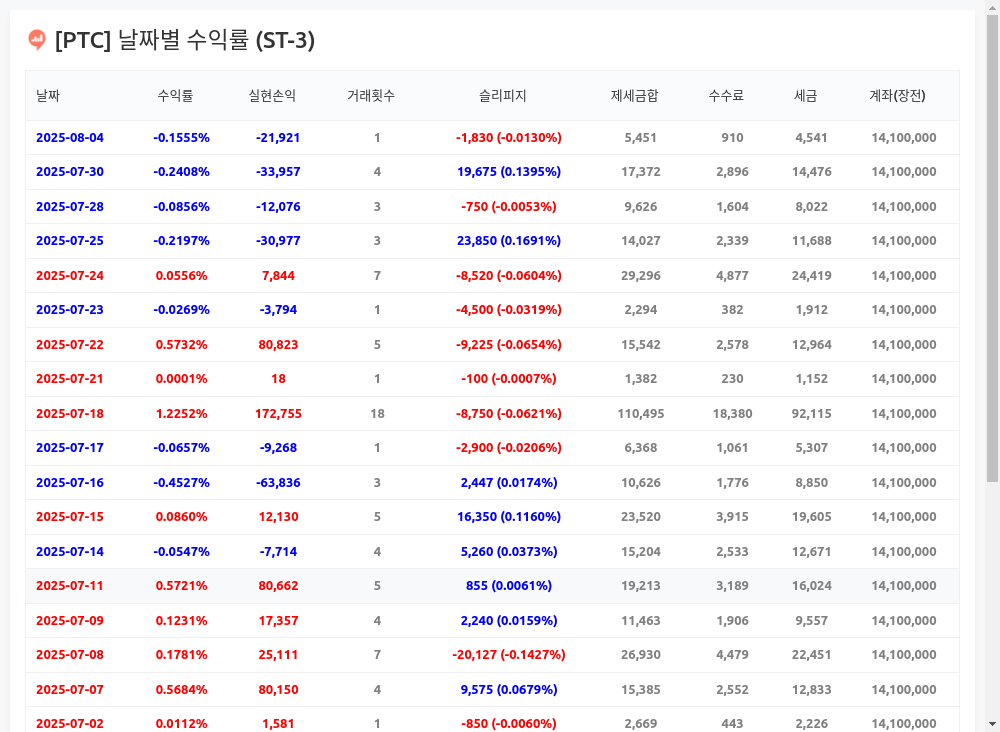 [PTC] 날짜별 수익률 (ST-3)
날짜 수익률 실현손익 거래횟수 슬리피지 제세금합 수수료 세금 계좌(장전)
2025-08-04 -0.1555% -21,921 1 -1,830 (-0.0130%) 5,451 910 4,541 14,100,000
2025-07-30 -0.2408% -33,957 4 19,675 (0.1395%) 17,372 2,896 14,476 14,100,000
2025-07-28 -0.0856% -12,076 3 -750 (-0.0053%) 9,626 1,604 8,022 14,100,000
2025-07-25 -0.2197% -30,977 3 23,850 (0.1691%) 14,027 2,339 11,688 14,100,000
2025-07-24 0.0556% 7,844 7 -8,520 (-0.0604%) 29,296 4,877 24,419 14,100,000
2025-07-23 -0.0269% -3,794 1 -4,500 (-0.0319%) 2,294 382 1,912 14,100,000
2025-07-22 0.5732% 80,823 5 -9,225 (-0.0654%) 15,542 2,578 12,964 14,100,000
2025-07-21 0.0001% 18 1 -100 (-0.0007%) 1,382 230 1,152 14,100,000
2025-07-18 1.2252% 172,755 18 -8,750 (-0.0621%) 110,495 18,380 92,115 14,100,000
2025-07-17 -0.0657% -9,268 1 -2,900 (-0.0206%) 6,368 1,061 5,307 14,100,000
2025-07-16 -0.4527% -63,836 3 2,447 (0.0174%) 10,626 1,776 8,850 14,100,000
2025-07-15 0.0860% 12,130 5 16,350 (0.1160%) 23,520 3,915 19,605 14,100,000
2025-07-14 -0.0547% -7,714 4 5,260 (0.0373%) 15,204 2,533 12,671 14,100,000
2025-07-11 0.5721% 80,662 5 855 (0.0061%) 19,213 3,189 16,024 14,100,000
2025-07-09 0.1231% 17,357 4 2,240 (0.0159%) 11,463 1,906 9,557 14,100,000
2025-07-08 0.1781% 25,111 7 -20,127 (-0.1427%) 26,930 4,479 22,451 14,100,000
2025-07-07 0.5684% 80,150 4 9,575 (0.0679%) 15,385 2,552 12,833 14,100,000
2025-07-02 0.0112% 1,581 1 -850 (-0.0060%) 2,669 443 2,226 14,100,000